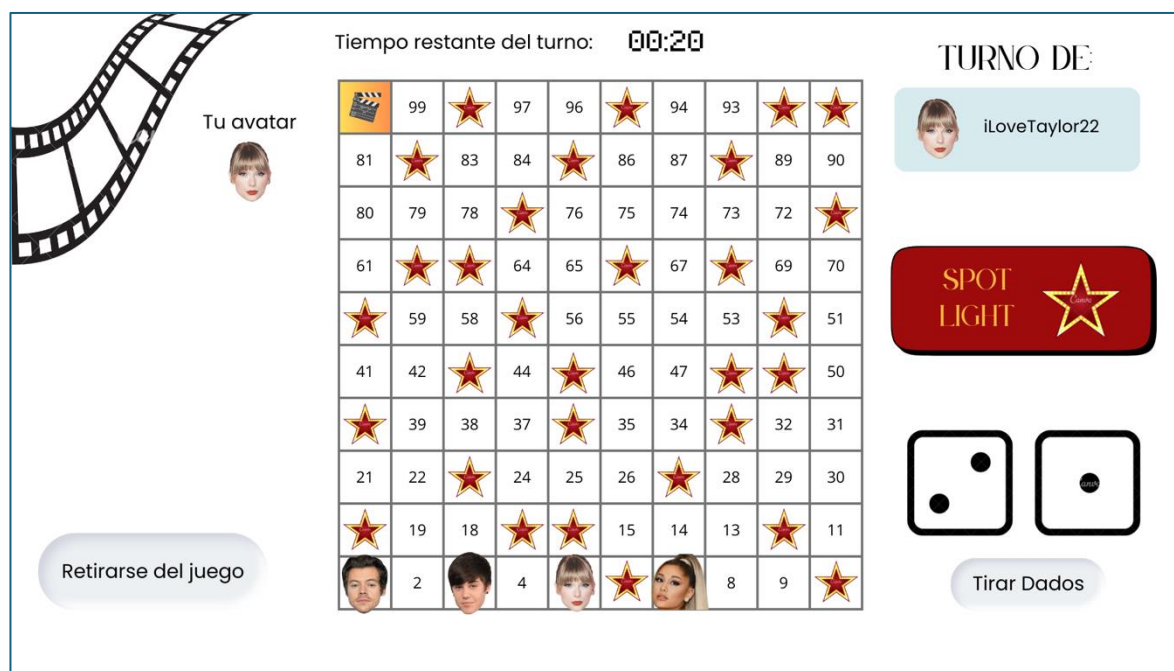 Tiempo restante del turno: 00:20
TURNO DE:
Tu avatar
iLoveTaylor22
99 97 96 94 93
81 83 84 86 87 89 90
80 79 78 76 75 74 73 72
61 64 65 67 69 70
59 58 56 55 54 53 51
41 42 44 46 47 50
39 38 37 35 34 32 31
21 22 24 25 26 28 29 30
19 18 15 14 13 11
2 4 8 9
SPOT
LIGHT
Canva
Retirarse del juego
Tirar Dados